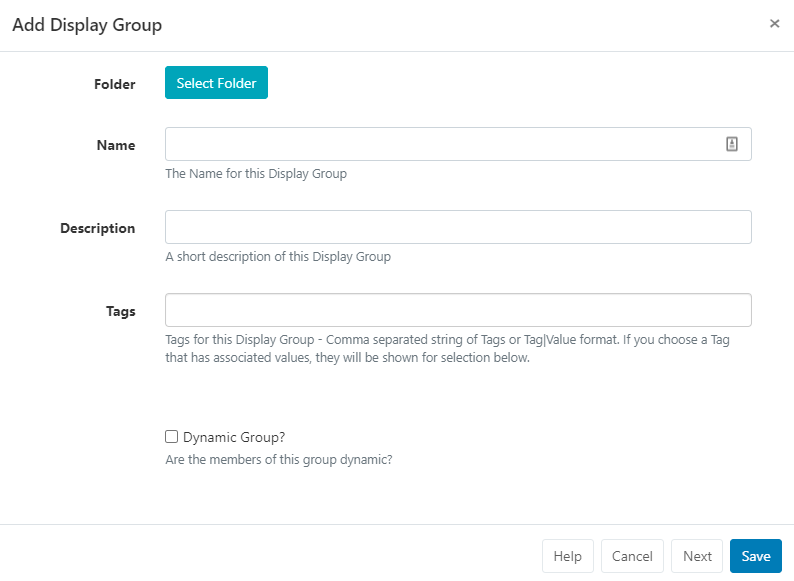 Add Display Group
×
Folder
Select Folder
Name
The Name for this Display Group
Description
A short description of this Display Group
Tags
Tags for this Display Group - Comma separated string of Tags or Tag|Value format. If you choose a Tag
that has associated values, they will be shown for selection below.
Dynamic Group?
Are the members of this group dynamic?
Help Cancel Next Save